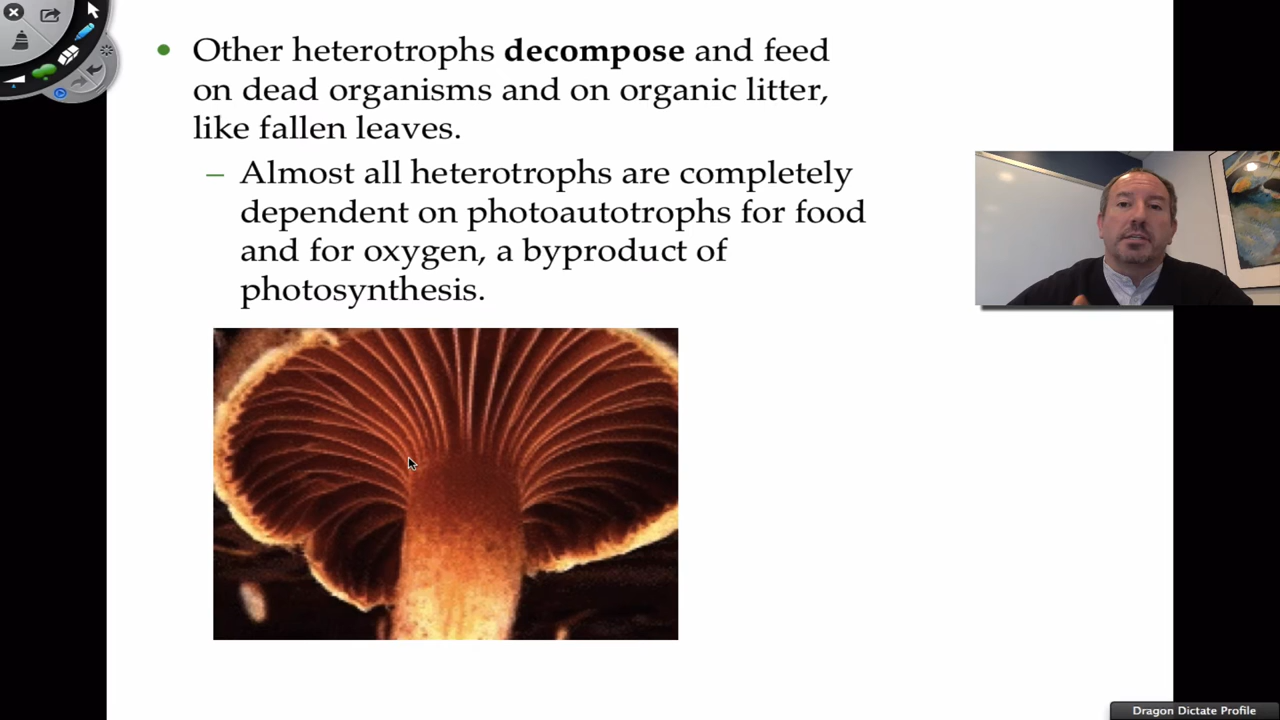 Other heterotrophs decompose and feed
on dead organisms and on organic litter,
like fallen leaves.
– Almost all heterotrophs are completely
dependent on photoautotrophs for food
and for oxygen, a byproduct of
photosynthesis.
Dragon Dictate Profile